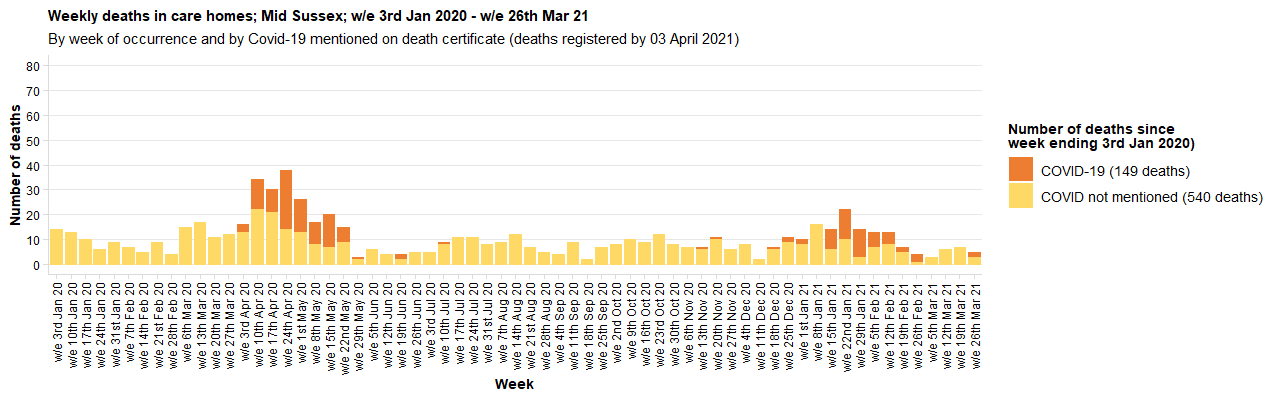 Weekly deaths in care homes; Mid Sussex; w/e 3rd Jan 2020 - w/e 26th Mar 21
By week of occurrence and by Covid-19 mentioned on death certificate (deaths registered by 03 April 2021)
Number of deaths
80
70
60
50
40
30
20
10
0
w/e 3rd Jan 20
w/e 10th Jan 20
w/e 17th Jan 20
w/e 24th Jan 20
w/e 31st Jan 20
w/e 7th Feb 20
w/e 14th Feb 20
w/e 21st Feb 20
w/e 28th Feb 20
w/e 6th Mar 20
w/e 13th Mar 20
w/e 20th Mar 20
w/e 27th Mar 20
w/e 3rd Apr 20
w/e 10th Apr 20
w/e 17th Apr 20
w/e 24th Apr 20
w/e 1st May 20
w/e 8th May 20
w/e 15th May 20
w/e 22nd May 20
w/e 29th May 20
w/e 5th Jun 20
w/e 12th Jun 20
w/e 19th Jun 20
w/e 26th Jun 20
w/e 3rd Jul 20
w/e 10th Jul 20
w/e 17th Jul 20
w/e 24th Jul 20
w/e 31st Jul 20
w/e 7th Aug 20
w/e 14th Aug 20
w/e 21st Aug 20
w/e 28th Aug 20
w/e 4th Sep 20
w/e 11th Sep 20
w/e 18th Sep 20
w/e 25th Sep 20
w/e 2nd Oct 20
w/e 9th Oct 20
w/e 16th Oct 20
w/e 23rd Oct 20
w/e 30th Oct 20
w/e 6th Nov 20
w/e 13th Nov 20
w/e 20th Nov 20
w/e 27th Nov 20
w/e 4th Dec 20
w/e 11th Dec 20
w/e 18th Dec 20
w/e 25th Dec 20
w/e 1st Jan 21
w/e 8th Jan 21
w/e 15th Jan 21
w/e 22nd Jan 21
w/e 29th Jan 21
w/e 5th Feb 21
w/e 12th Feb 21
w/e 19th Feb 21
w/e 26th Feb 21
w/e 5th Mar 21
w/e 12th Mar 21
w/e 19th Mar 21
w/e 26th Mar 21
Week
Number of deaths since
week ending 3rd Jan 2020)
COVID-19 (149 deaths)
COVID not mentioned (540 deaths)